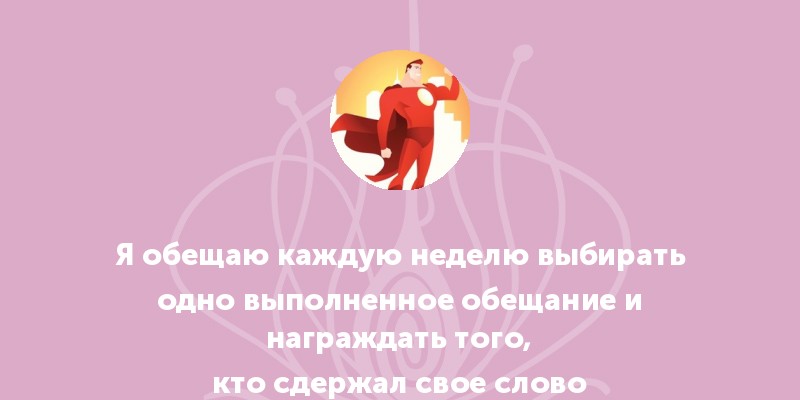 Я обещаю каждую неделю выбирать
одно выполненное обещание и
награждать того,
кто сдержал свое слово